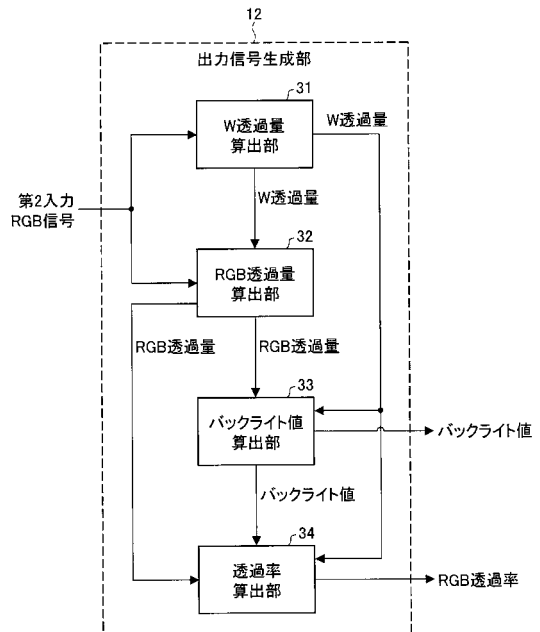 12
出力信号生成部
31
W透過量
算出部
W透過量
第2入力
RGB信号
W透過量
32
RGB透過量
算出部
RGB透過量
RGB透過量
33
バックライト値
算出部
バックライト値
バックライト値
34
透過率
算出部
RGB透過率